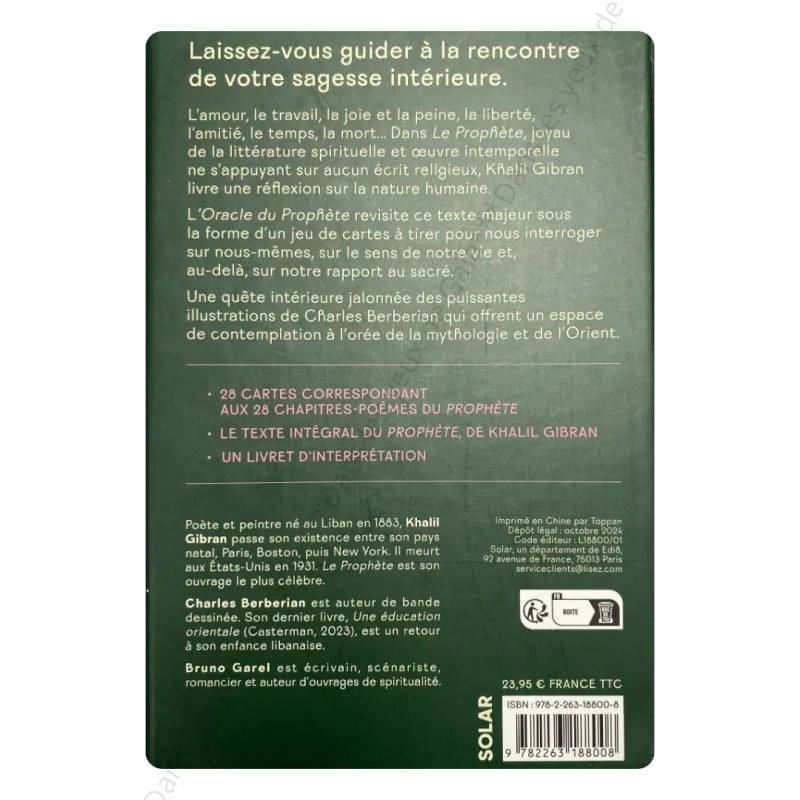 Laissez-vous guider à la rencontre
de votre sagesse intérieure.
L'amour, le travail, la joie et la peine, la liberté,
l'amitié, le temps, la mort... Dans Le Prophète, joyau
de la littérature spirituelle et œuvre intemporelle
ne s'appuyant sur aucun écrit religieux, Khalil Gibran
livre une réflexion sur la nature humaine.
L'Oracle du Prophète revisite ce texte majeur sous
la forme d'un jeu de cartes à tirer pour nous interroger
sur nous-mêmes, sur le sens de notre vie et,
au-delà, sur notre rapport au sacré.
Une quête intérieure jalonnée des puissantes
illustrations de Charles Berberian qui offrent un espace
de contemplation à l'orée de la mythologie et de l'Orient.
• 28 CARTES CORRESPONDANT
AUX 28 CHAPITRES-POÈMES DU PROPHÈTE
• LE TEXTE INTÉGRAL DU PROPHÈTE, DE KHALIL GIBRAN
• UN LIVRET D'INTERPRÉTATION
Poète et peintre né au Liban en 1883, Khalil
Gibran passe son existence entre son pays
natal, Paris, Boston, puis New York. Il meurt
aux États-Unis en 1931. Le Prophète est son
ouvrage le plus célèbre.
Charles Berberian est auteur de bande
dessinée. Son dernier livre, Une éducation
orientale (Casterman, 2023), est un retour
à son enfance libanaise.
Bruno Garel est écrivain, scénariste,
romancier et auteur d'ouvrages de spiritualité.
Imprimé en Chine par Toppan
Dépôt légal : octobre 2024
Code éditeur : L18800/01
Solar, un département de Edi8,
92 avenue de France, 75013 Paris
serviceclients@lisez.com
FR
BOITE
BAC DE TRI
23,95 € FRANCE TTC
SOLAR
ISBN : 978-2-263-18800-8
9 782263 188008